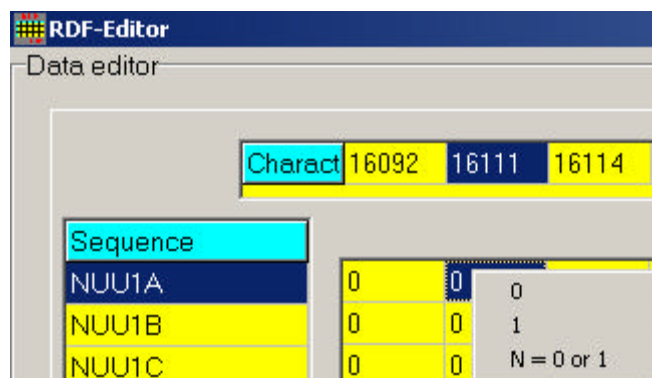 RDF-Editor
Data editor
Charact 16092 16111 16114
Sequence
NUU1A 0 0 0
NUU1B 0 0 1
NUU1C 0 0 N = 0 or 1